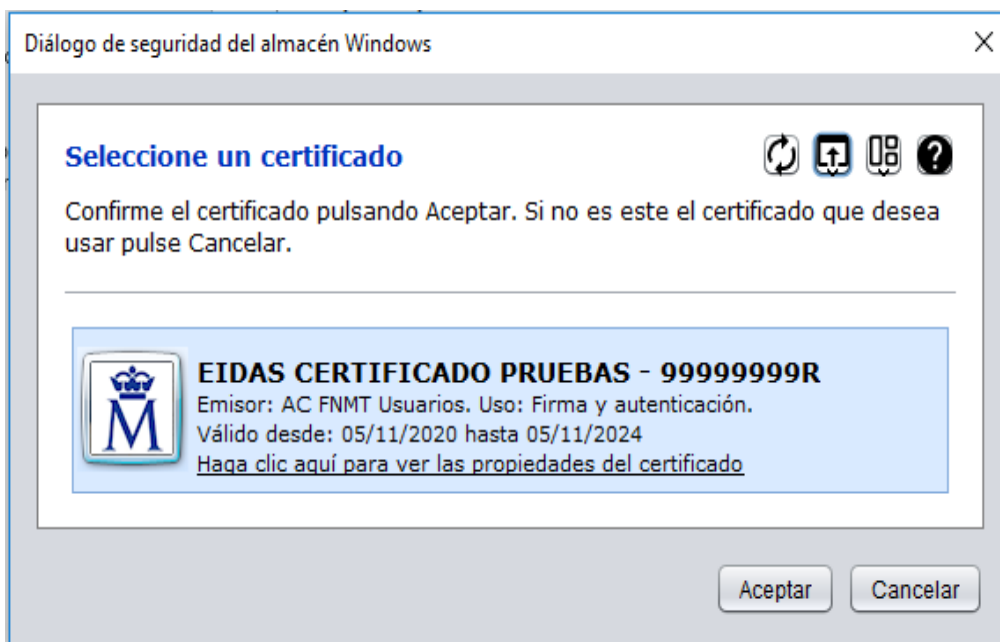 Diálogo de seguridad del almacén Windows
Seleccione un certificado
Confirme el certificado pulsando Aceptar. Si no es este el certificado que desea
usar pulse Cancelar.
EIDAS CERTIFICADO PRUEBAS - 99999999R
Emisor: AC FNMT Usuarios. Uso: Firma y autenticación.
Válido desde: 05/11/2020 hasta 05/11/2024
Haga clic aquí para ver las propiedades del certificado
M
Aceptar
Cancelar